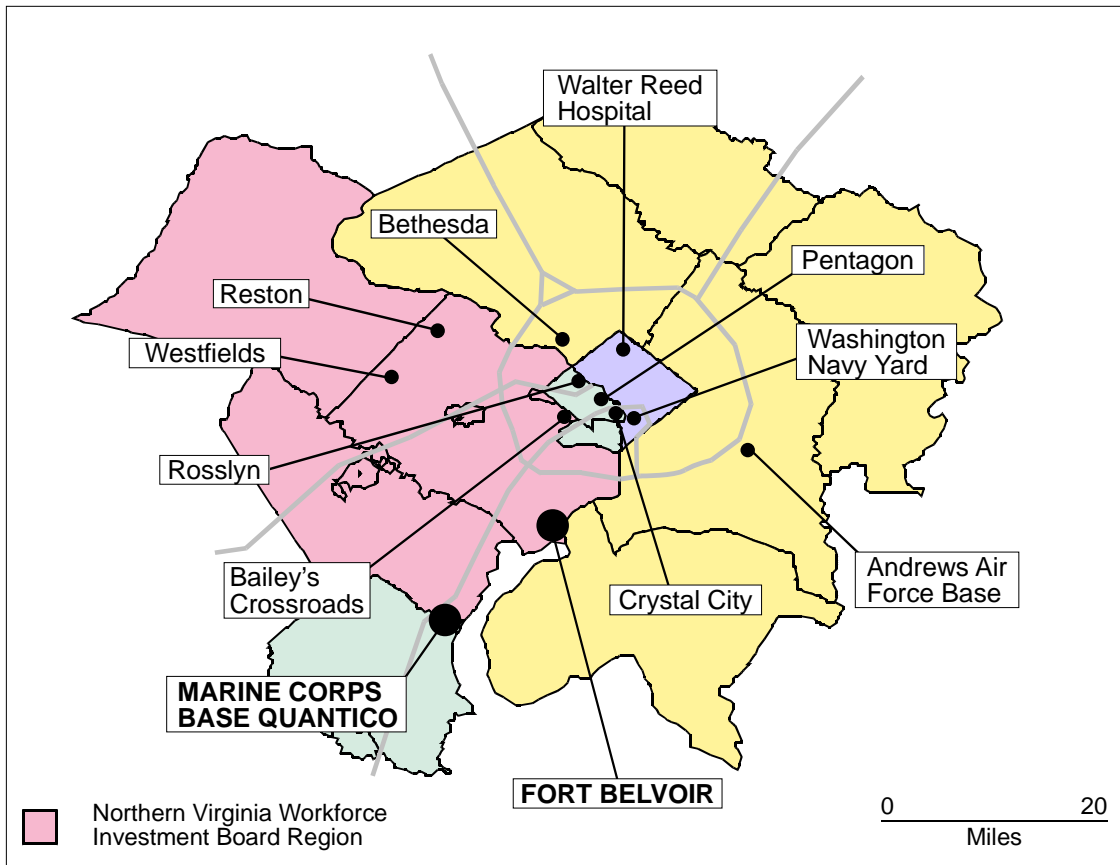 Walter Reed
Hospital
Bethesda
Pentagon
Reston
Washington
Navy Yard
Westfields
Rosslyn
Bailey’s
Crossroads
Crystal City
Andrews Air
Force Base
MARINE CORPS
BASE QUANTICO
FORT BELVOIR
Northern Virginia Workforce
Investment Board Region
0 20
Miles